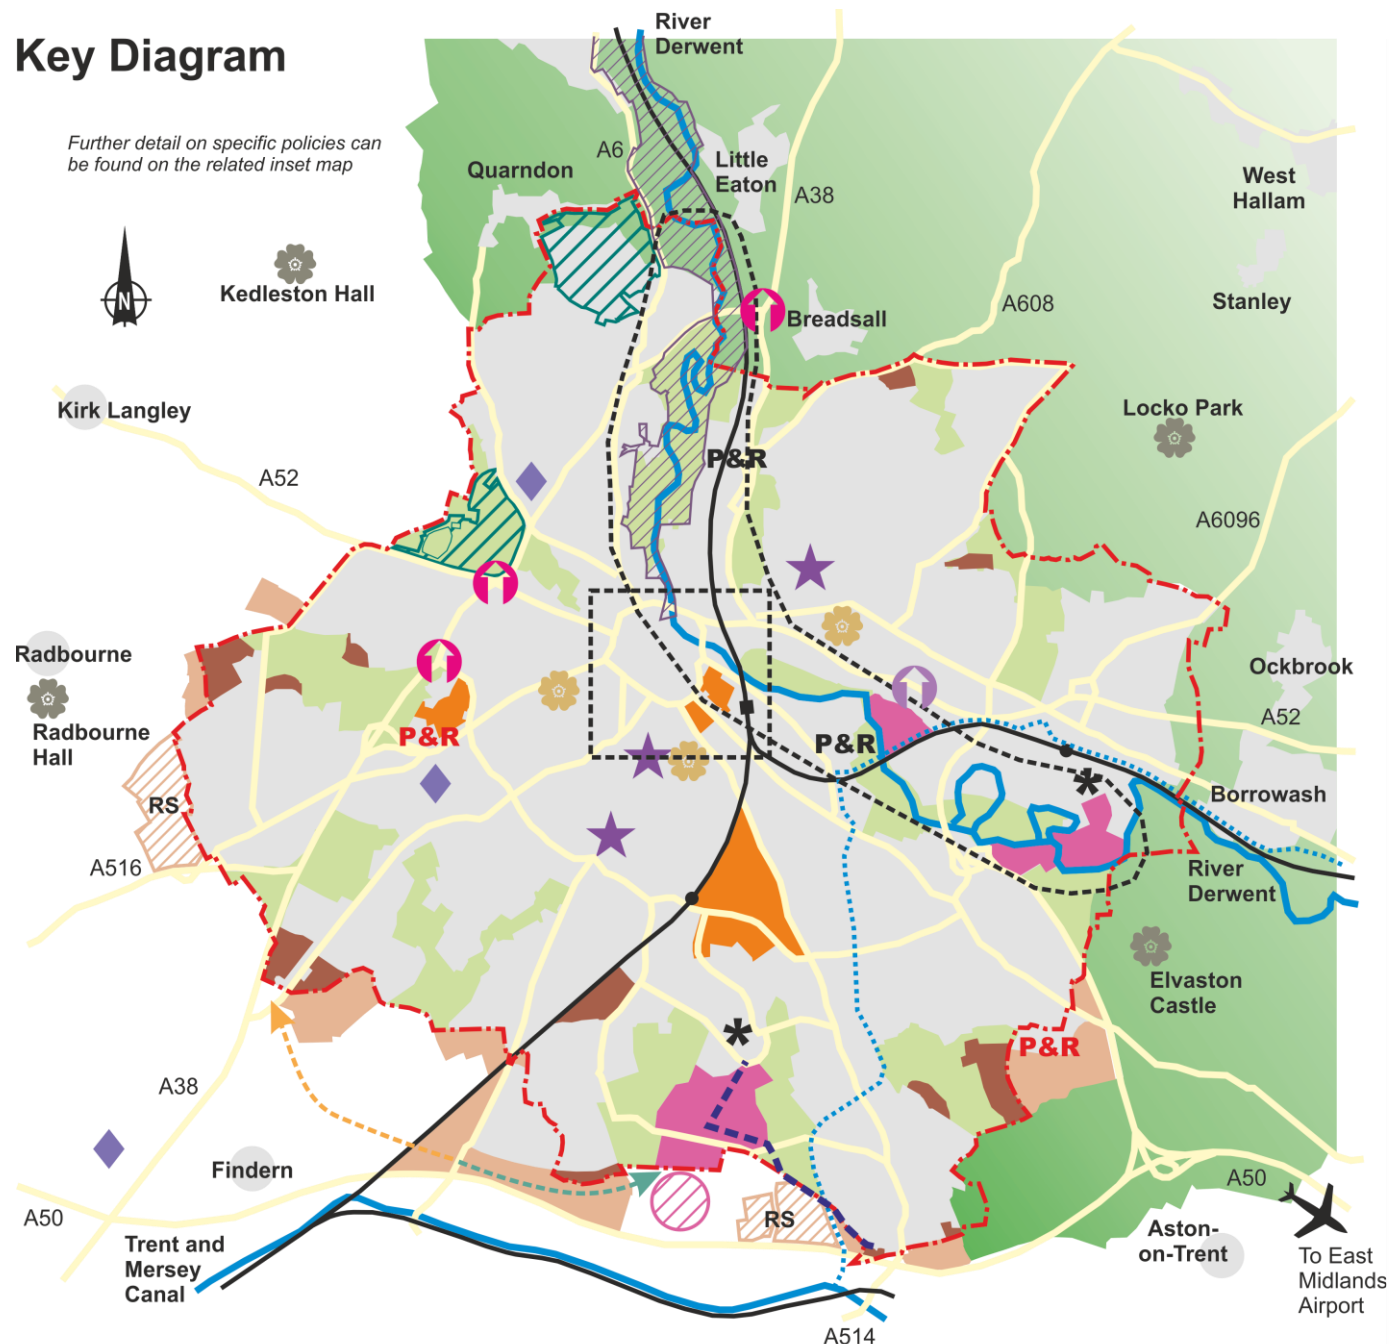 Key Diagram
Further detail on specific policies can
be found on the related inset map
River
Derwent
A6
Quarndon
Little
Eaton
A38
West
Hallam
N
Kedleston Hall
Breadsall
A608
Stanley
Kirk Langley
Locko Park
A52
P&R
A6096
Radbourne
Ockbrook
Radbourne
Hall
P&R
P&R
A52
RS
*
Borrowash
A516
River
Derwent
Elvaston
Castle
*
P&R
A38
Findern
A50
A50
RS
Trent and
Mersey
Canal
Aston-
on-Trent
To East
Midlands
Airport
A514